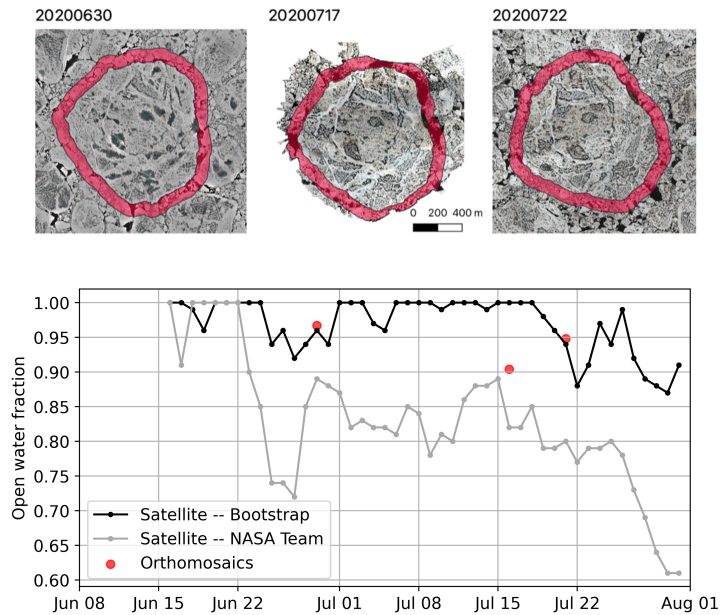 20200630 20200717 20200722
0 200 400 m
1.00
0.95
0.90
0.85
0.80
0.75
0.70
0.65
0.60
Open water fraction
Satellite -- Bootstrap
Satellite -- NASA Team
Orthomosaics
Jun 08 Jun 15 Jun 22 Jul 01 Jul 08 Jul 15 Jul 22 Aug 01